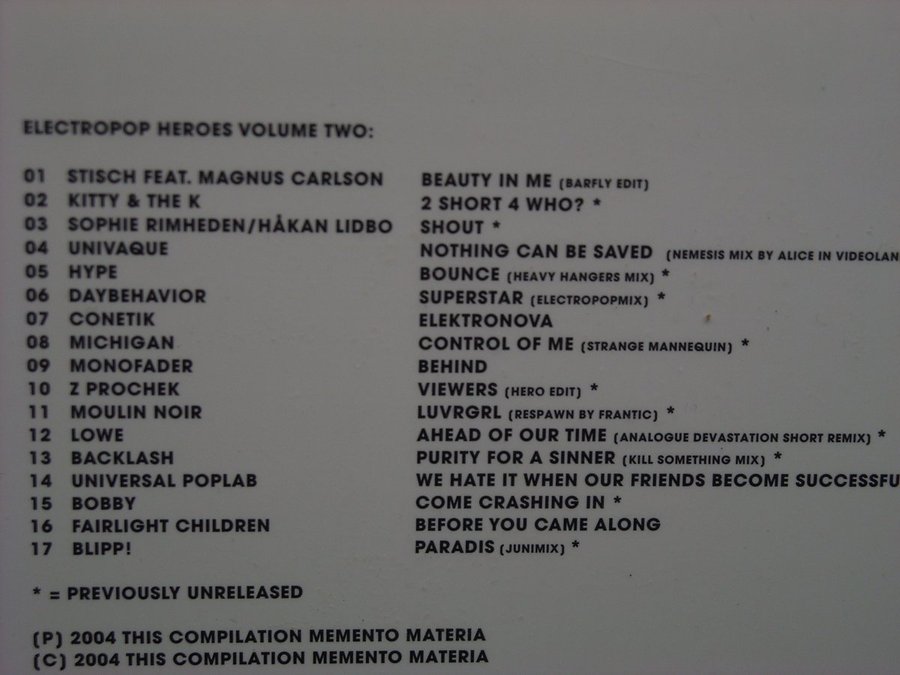 ELECTROPOP HEROES VOLUME TWO:
01 STISCH FEAT. MAGNUS CARLSON BEAUTY IN ME (BARFLY EDIT)
02 KITTY & THE K 2 SHORT 4 WHO? *
03 SOPHIE RIMHEDEN/HÅKAN LIDBO SHOUT *
04 UNIVAQUE NOTHING CAN BE SAVED (NEMESIS MIX BY ALICE IN VIDEOLAN
05 HYPE BOUNCE (HEAVY HANGERS MIX) *
06 DAYBEHAVIOR SUPERSTAR (ELECTROPOPMIX) *
07 CONETIK ELEKTRONOVA
08 MICHIGAN CONTROL OF ME (STRANGE MANNEQUIN) *
09 MONOFADER BEHIND
10 Z PROCHEK VIEWERS (HERO EDIT) *
11 MOULIN NOIR LUVRGRL (RESPAWN BY FRANTIC) *
12 LOWE AHEAD OF OUR TIME (ANALOGUE DEVASTATION SHORT REMIX) *
13 BACKLASH PURITY FOR A SINNER (KILL SOMETHING MIX) *
14 UNIVERSAL POPLAB WE HATE IT WHEN OUR FRIENDS BECOME SUCCESSFU
15 BOBBY COME CRASHING IN *
16 FAIRLIGHT CHILDREN BEFORE YOU CAME ALONG
17 BLIPP! PARADIS (JUNIMIX) *
* = PREVIOUSLY UNRELEASED
(P) 2004 THIS COMPILATION MEMENTO MATERIA
(C) 2004 THIS COMPILATION MEMENTO MATERIA